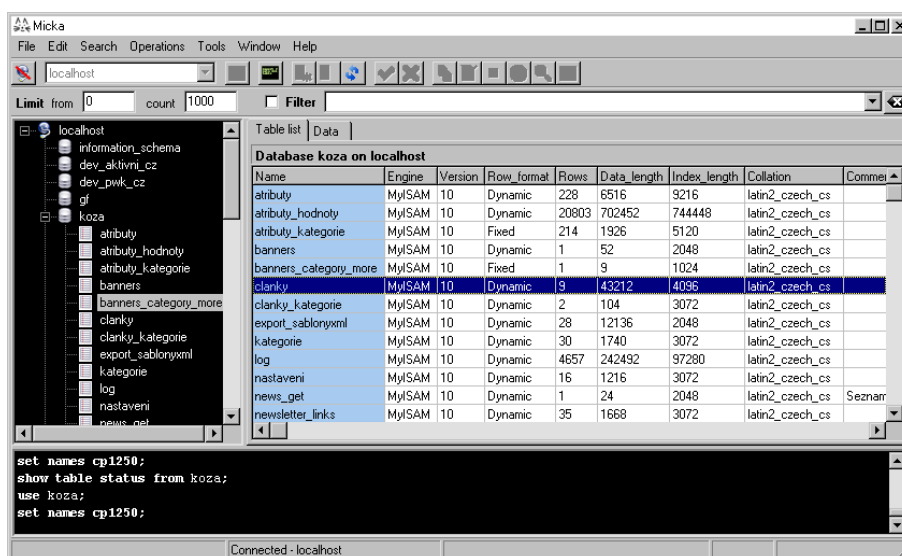 Micka
File Edit Search Operations Tools Window Help
localhost
Limit from 0 count 1000 Filter
localhost
information_schema
dev_aktivni_cz
dev_pwk_cz
gf
koza
atributy
atributy_hodnoty
atributy_kategorie
banners
banners_category_more
clanky
clanky_kategorie
export_sablonyxml
kategorie
log
nastaveni
news_get
Table list Data
Database koza on localhost
Name Engine Version Row_format Rows Data_length Index_length Collation Commer
atributy MyISAM 10 Dynamic 228 6516 9216 latin2_czech_cs
atributy_hodnoty MyISAM 10 Dynamic 20803 702452 744448 latin2_czech_cs
atributy_kategorie MyISAM 10 Fixed 214 1926 5120 latin2_czech_cs
banners MyISAM 10 Dynamic 1 52 2048 latin2_czech_cs
banners_category_more MyISAM 10 Fixed 1 9 1024 latin2_czech_cs
clanky MyISAM 10 Dynamic 9 43212 4096 latin2_czech_cs
clanky_kategorie MyISAM 10 Dynamic 2 104 3072 latin2_czech_cs
export_sablonyxml MyISAM 10 Dynamic 28 12136 2048 latin2_czech_cs
kategorie MyISAM 10 Dynamic 30 1740 3072 latin2_czech_cs
log MyISAM 10 Dynamic 4657 242492 97280 latin2_czech_cs
nastaveni MyISAM 10 Dynamic 16 1216 3072 latin2_czech_cs
news_get MyISAM 10 Dynamic 1 24 2048 latin2_czech_cs Seznam
newsletter_links MyISAM 10 Dynamic 35 1668 3072 latin2_czech_cs
set names cp1250;
show table status from koza;
use koza;
set names cp1250;
Connected - localhost